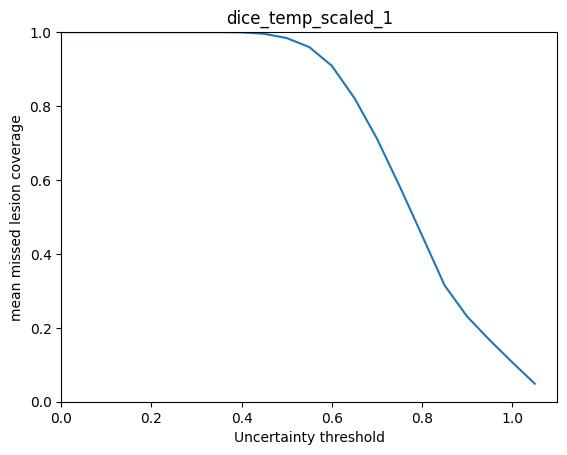 dice_temp_scaled_1
mean missed lesion coverage
1.0
0.8
0.6
0.4
0.2
0.0
0.0 0.2 0.4 0.6 0.8 1.0
Uncertainty threshold